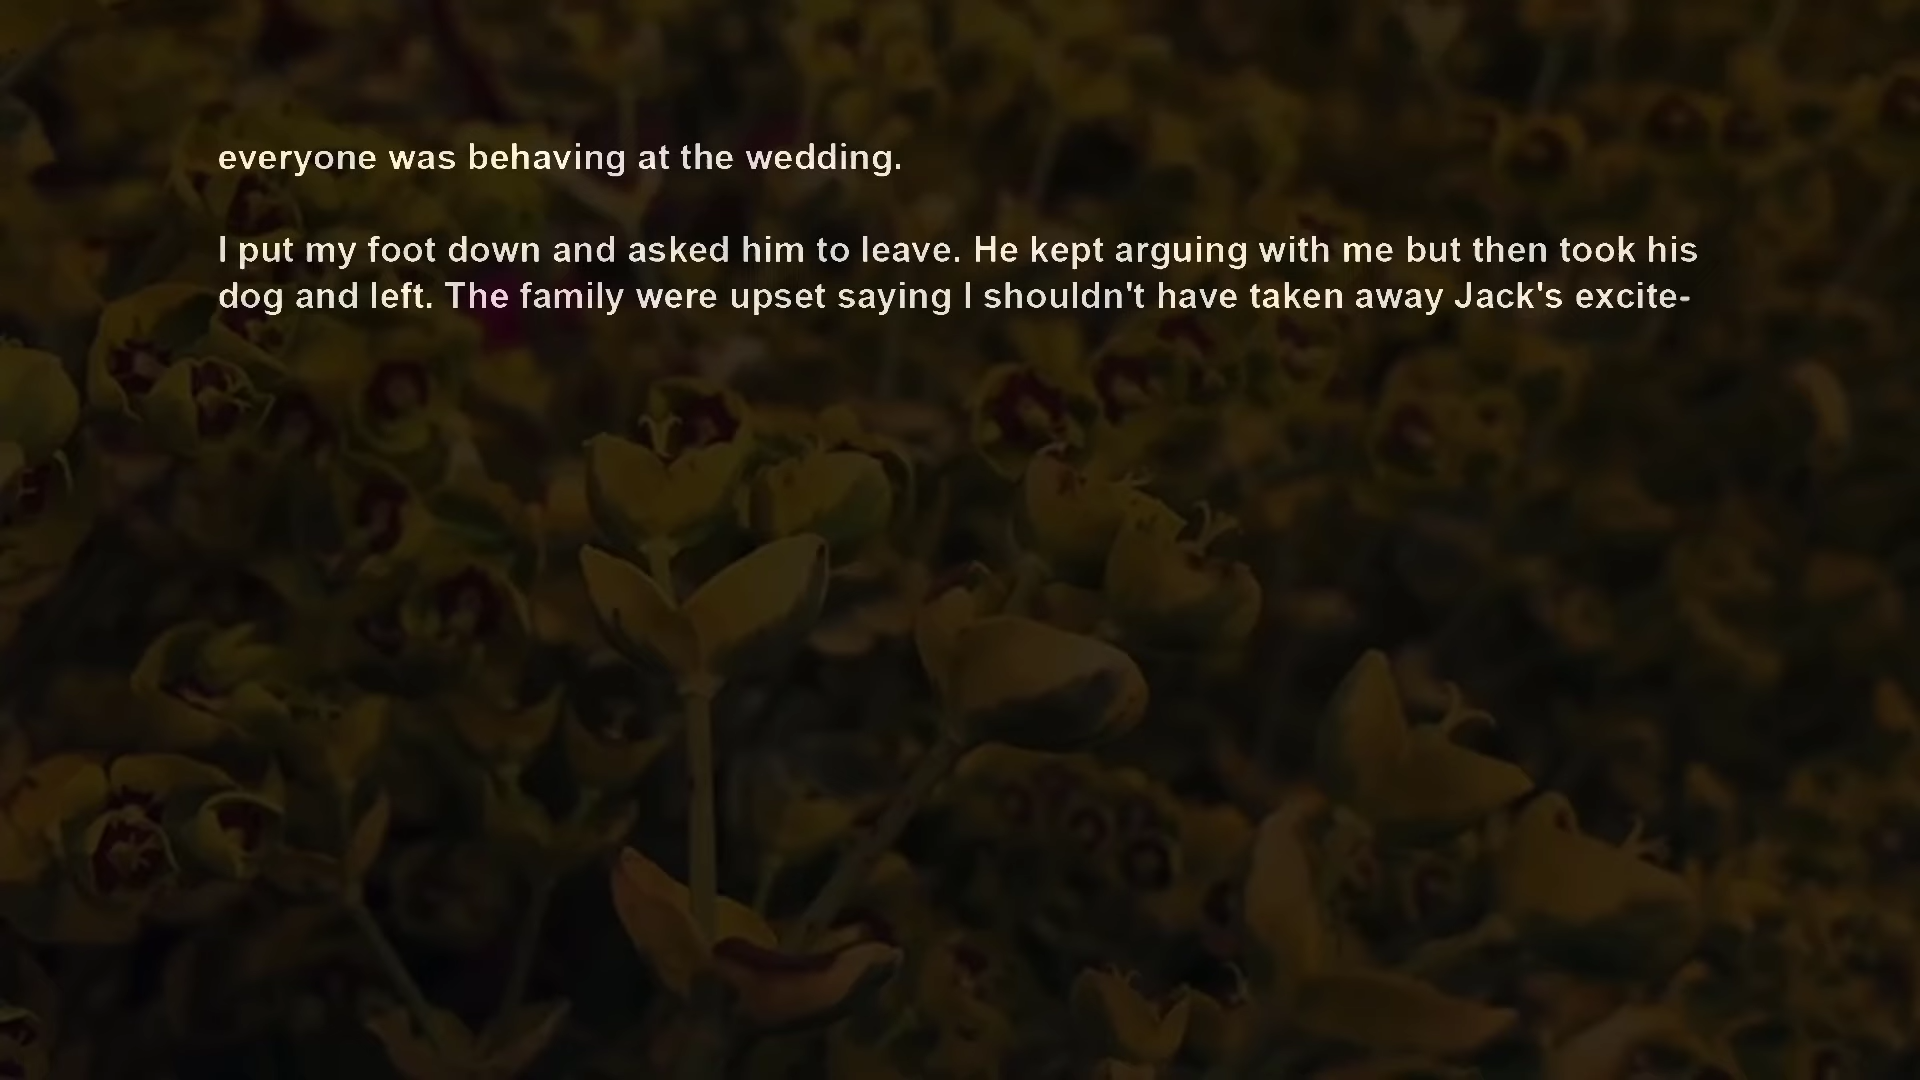 everyone was behaving at the wedding.
I put my foot down and asked him to leave. He kept arguing with me but then took his
dog and left. The family were upset saying I shouldn't have taken away Jack's excite-